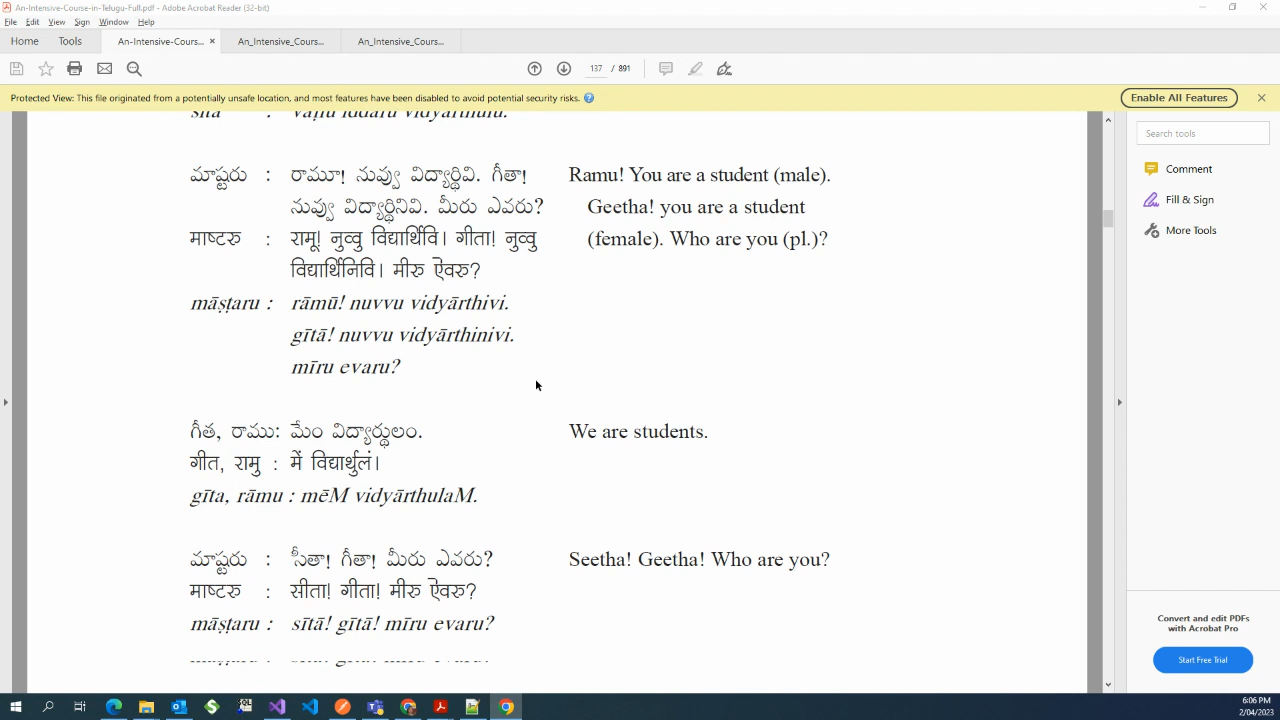 An-Intensive-Course-in-Telugu-Full.pdf - Adobe Acrobat Reader (32-bit)
File Edit View Sign Window Help
Home Tools An-Intensive-Cours... × An_Intensive_Cours... An_Intensive_Cours...
137 / 891
Protected View: This file originated from a potentially unsafe location, and most features have been disabled to avoid potential security risks. Enable All Features
Search tools
Comment
Fill & Sign
More Tools
sīta : vāḷḷu iddaru vidyārthulu.
మాష్టరు : రామూ! నువ్వు విద్యార్థివి. గీతా! Ramu! You are a student (male).
నువ్వు విద్యార్థినివి. మీరు ఎవరు? Geetha! you are a student
माष्टरु : रामू! नुव्वु विद्यार्थिवि। गीता! नुव्वु (female). Who are you (pl.)?
विद्यार्थिनिवि। मीरु ऎवरु?
māṣṭaru : rāmū! nuvvu vidyārthivi.
gītā! nuvvu vidyārthinivi.
mīru evaru?
గీత, రాము: మేం విద్యార్థులం. We are students.
गीत, रामु : में विद्यार्थुलं।
gīta, rāmu : mēM vidyārthulaM.
మాష్టరు : సీతా! గీతా! మీరు ఎవరు? Seetha! Geetha! Who are you?
माष्टरु : सीता! गीता! मीरु ऎवरु?
māṣṭaru : sītā! gītā! mīru evaru?
Convert and edit PDFs
with Acrobat Pro
Start Free Trial
6:06 PM
2/04/2023